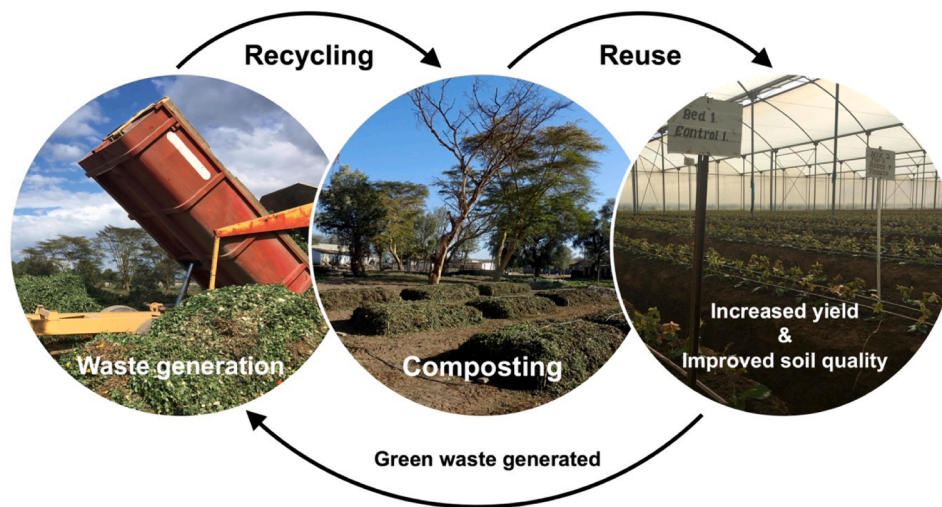 Recycling
Reuse
Bed 1.
Control 1.
Waste generation
Composting
Increased yield
&
Improved soil quality
Green waste generated